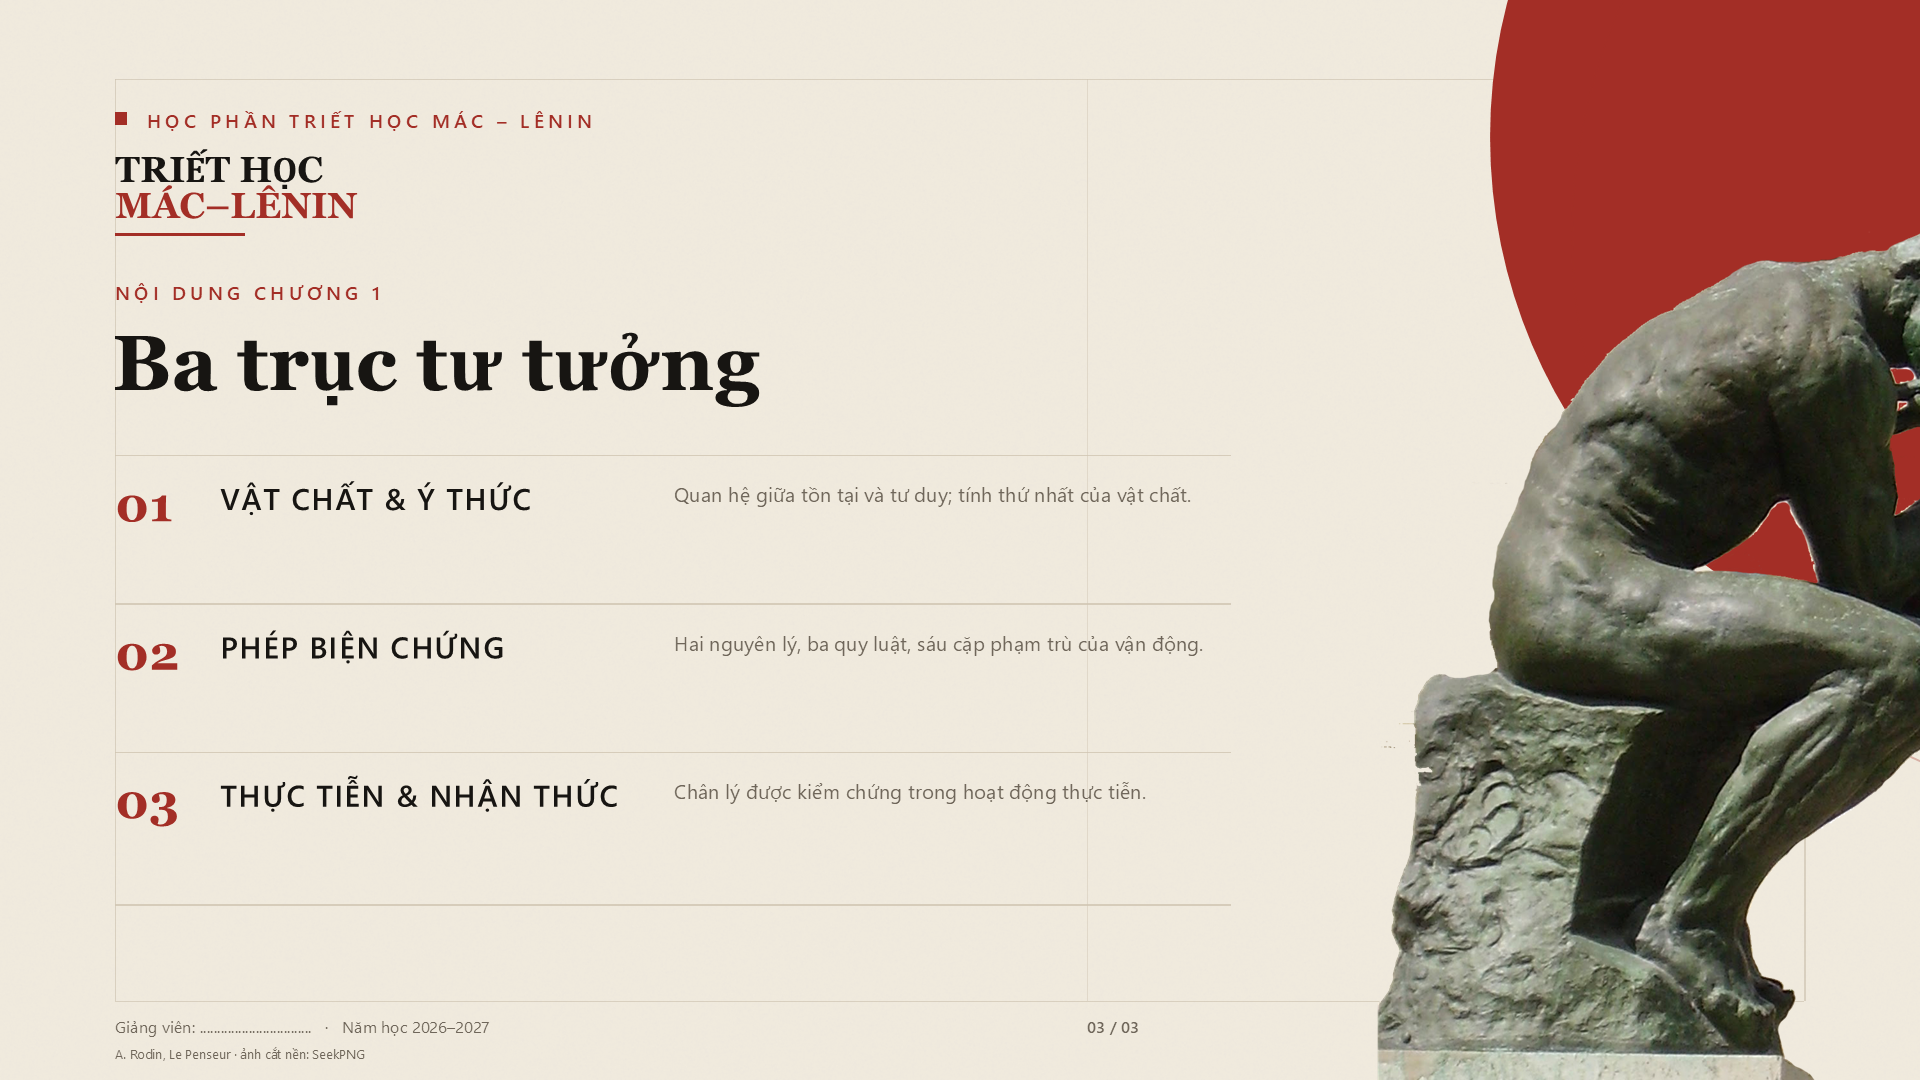 HỌC PHẦN TRIẾT HỌC MÁC – LÊNIN
TRIẾT HỌC
MÁC–LÊNIN
NỘI DUNG CHƯƠNG 1
Ba trục tư tưởng
01 VẬT CHẤT & Ý THỨC Quan hệ giữa tồn tại và tư duy; tính thứ nhất của vật chất.
02 PHÉP BIỆN CHỨNG Hai nguyên lý, ba quy luật, sáu cặp phạm trù của vận động.
03 THỰC TIỄN & NHẬN THỨC Chân lý được kiểm chứng trong hoạt động thực tiễn.
Giảng viên: ................................ · Năm học 2026–2027 03 / 03
A. Rodin, Le Penseur · ảnh cắt nền: SeekPNG